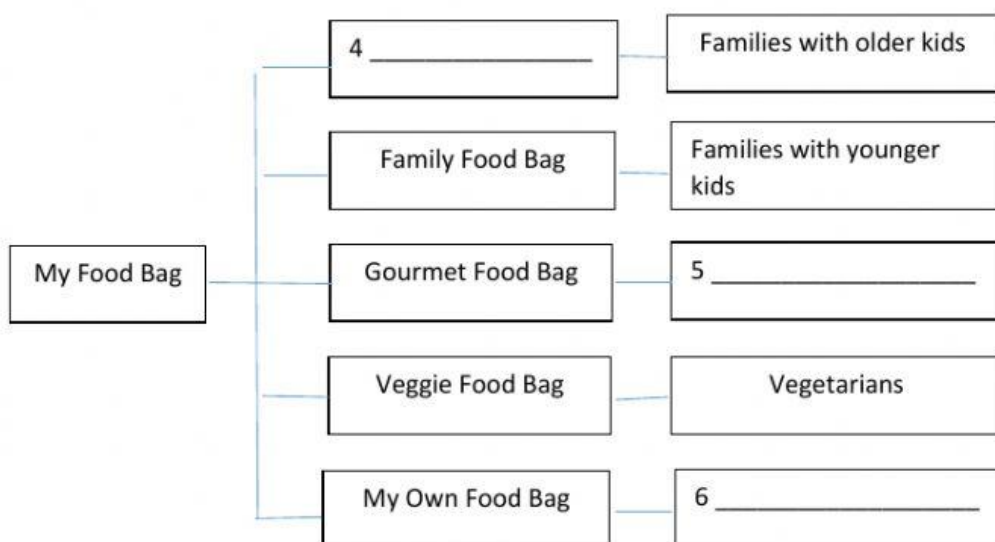 4 ________________
Families with older kids
Family Food Bag
Families with younger
kids
My Food Bag
Gourmet Food Bag
5 ___________________
Veggie Food Bag
Vegetarians
My Own Food Bag
6 ___________________